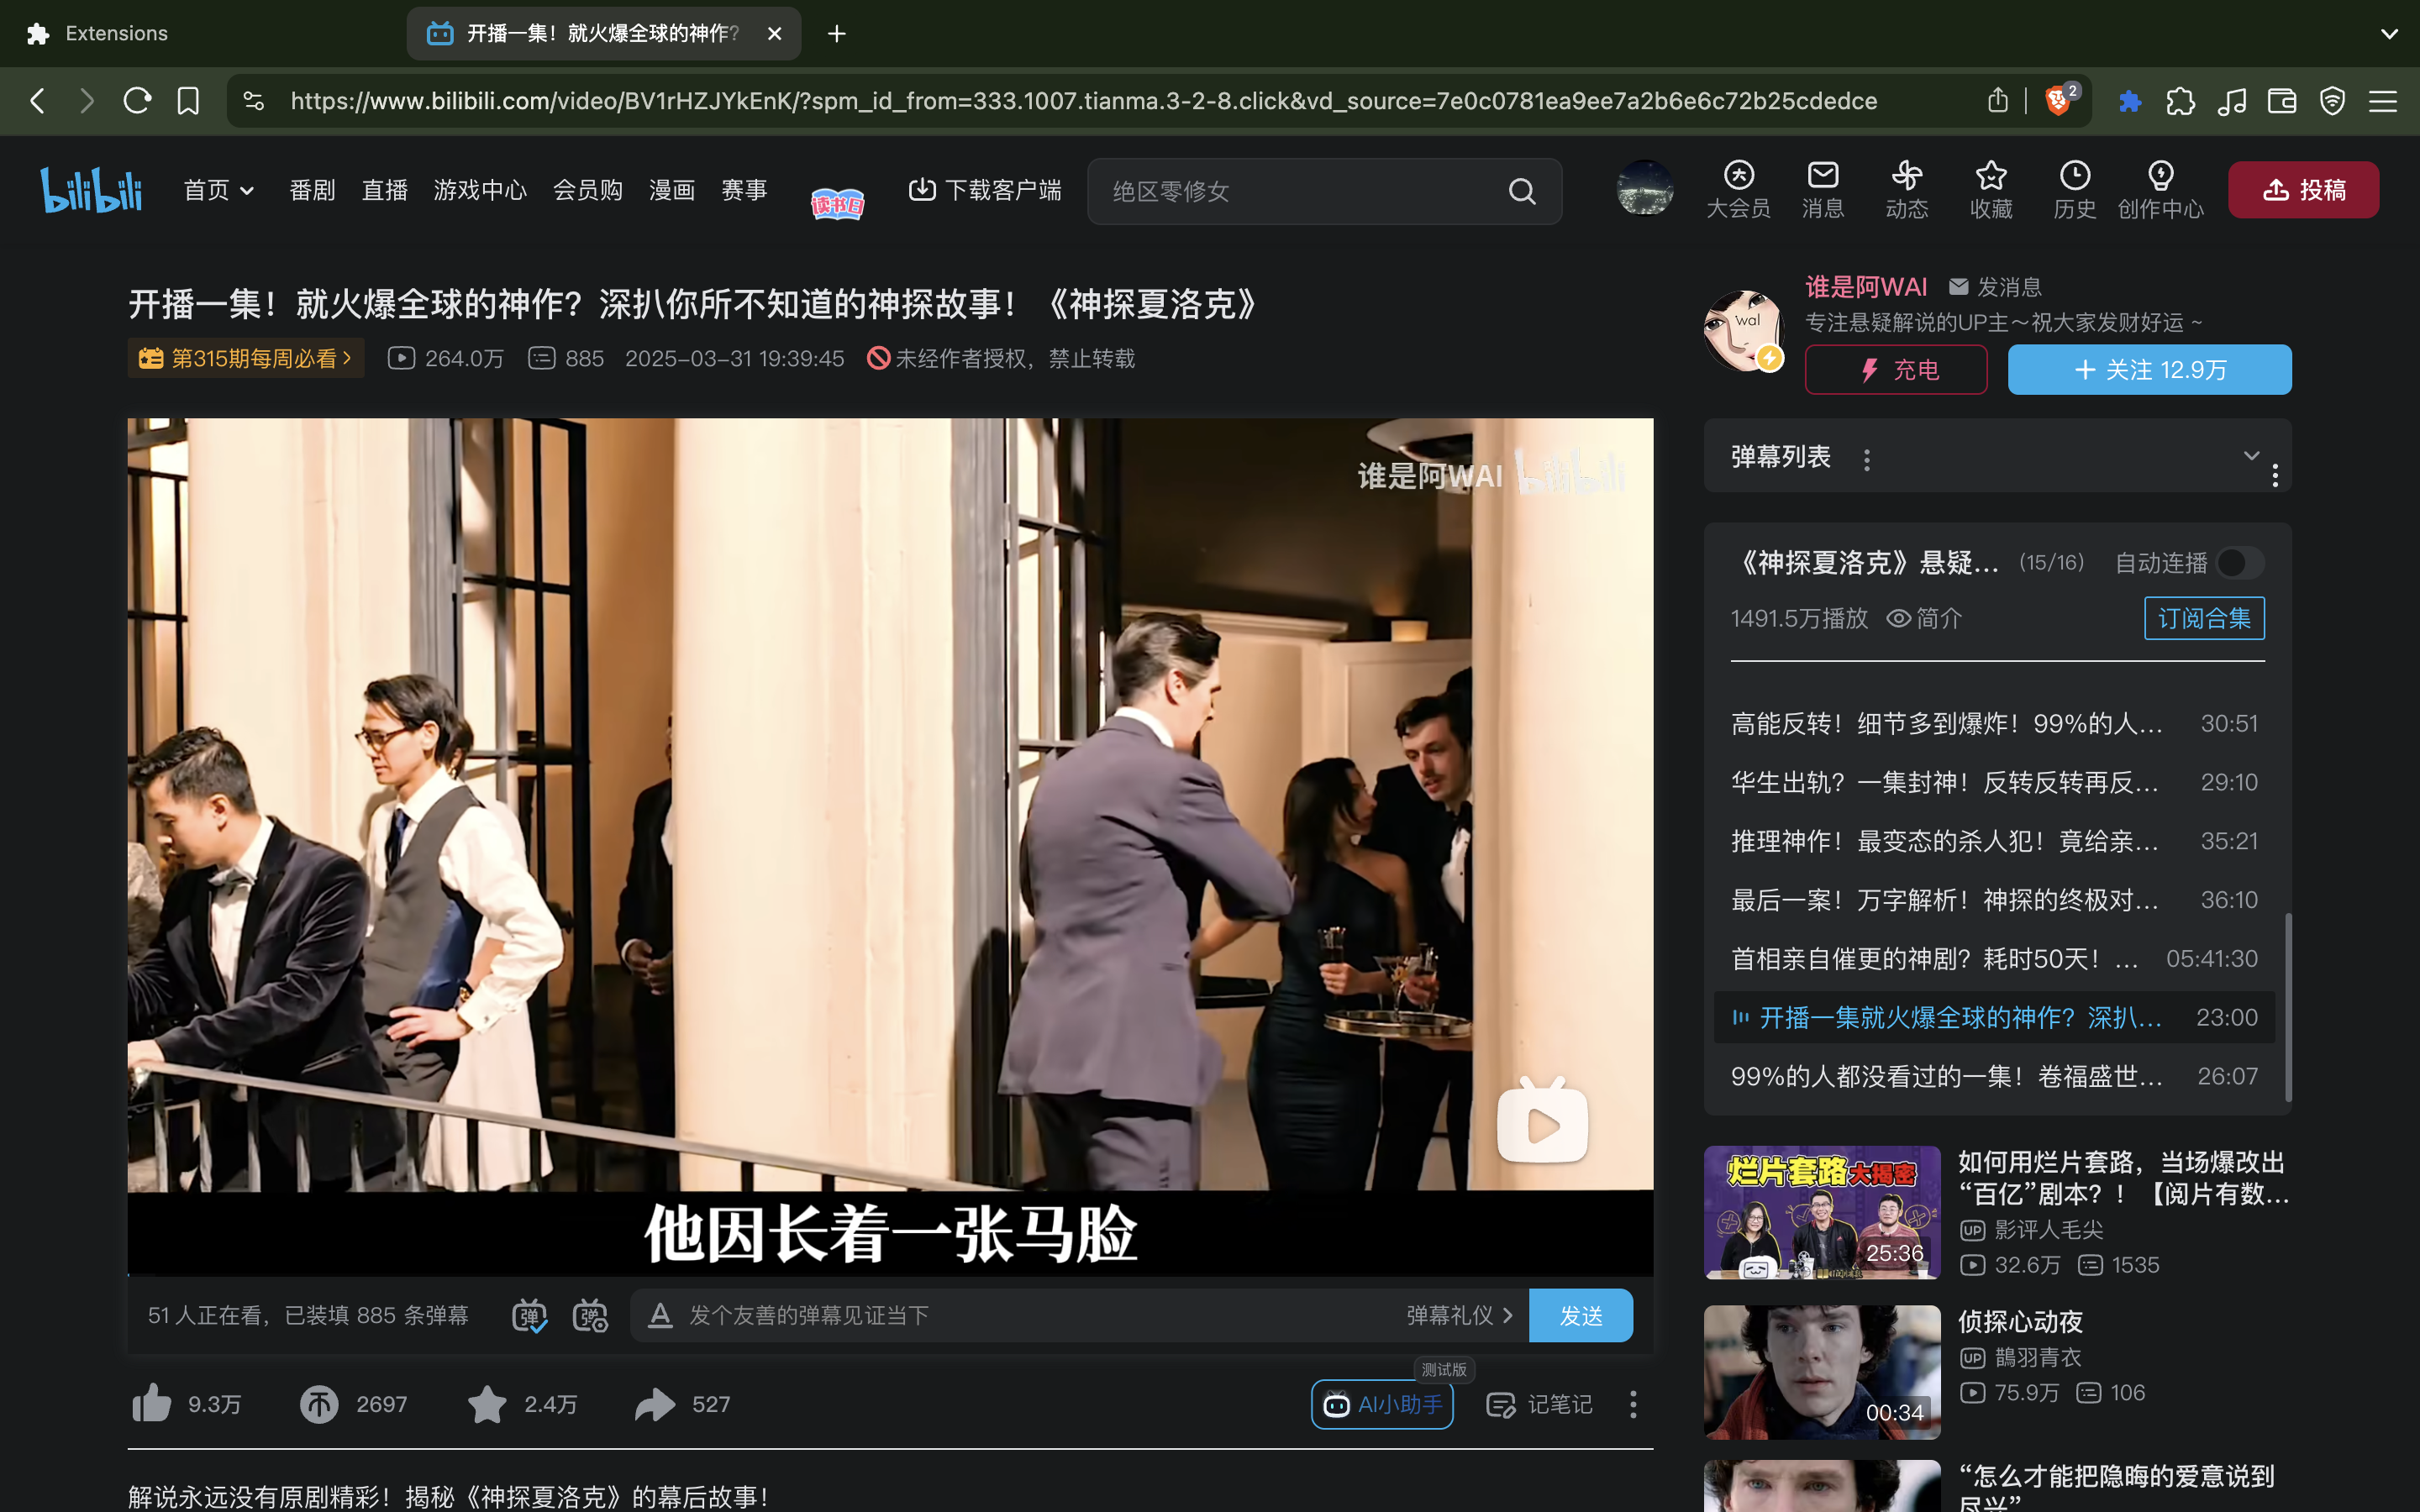 Extensions
开播一集！就火爆全球的神作？
https://www.bilibili.com/video/BV1rHZJYkEnK/?spm_id_from=333.1007.tianma.3-2-8.click&vd_source=7e0c0781ea9ee7a2b6e6c72b25cdedce
2
bilibili
首页
番剧
直播
游戏中心
会员购
漫画
赛事
读书日
下载客户端
绝区零修女
大会员
消息
动态
收藏
历史
创作中心
投稿
开播一集！就火爆全球的神作？深扒你所不知道的神探故事！《神探夏洛克》
第315期每周必看
264.0万
885
2025-03-31 19:39:45
未经作者授权，禁止转载
wal
谁是阿WAI
发消息
专注悬疑解说的UP主～祝大家发财好运 ~
充电
+ 关注 12.9万
谁是阿WAI bilibili
他因长着一张马脸
51 人正在看，已装填 885 条弹幕
弹
弹
A
发个友善的弹幕见证当下
弹幕礼仪
发送
9.3万
2697
2.4万
527
测试版
AI小助手
记笔记
解说永远没有原剧精彩！揭秘《神探夏洛克》的幕后故事！
弹幕列表
《神探夏洛克》悬疑...
(15/16)
自动连播
1491.5万播放
简介
订阅合集
高能反转！细节多到爆炸！99%的人... 30:51
华生出轨？一集封神！反转反转再反... 29:10
推理神作！最变态的杀人犯！竟给亲... 35:21
最后一案！万字解析！神探的终极对... 36:10
首相亲自催更的神剧？耗时50天！... 05:41:30
开播一集就火爆全球的神作？深扒... 23:00
99%的人都没看过的一集！卷福盛世... 26:07
烂片套路大揭密
25:36
如何用烂片套路，当场爆改出
“百亿”剧本？！【阅片有数...
UP 影评人毛尖
32.6万
1535
00:34
侦探心动夜
UP 鵲羽青衣
75.9万
106
“怎么才能把隐晦的爱意说到
尽兴”